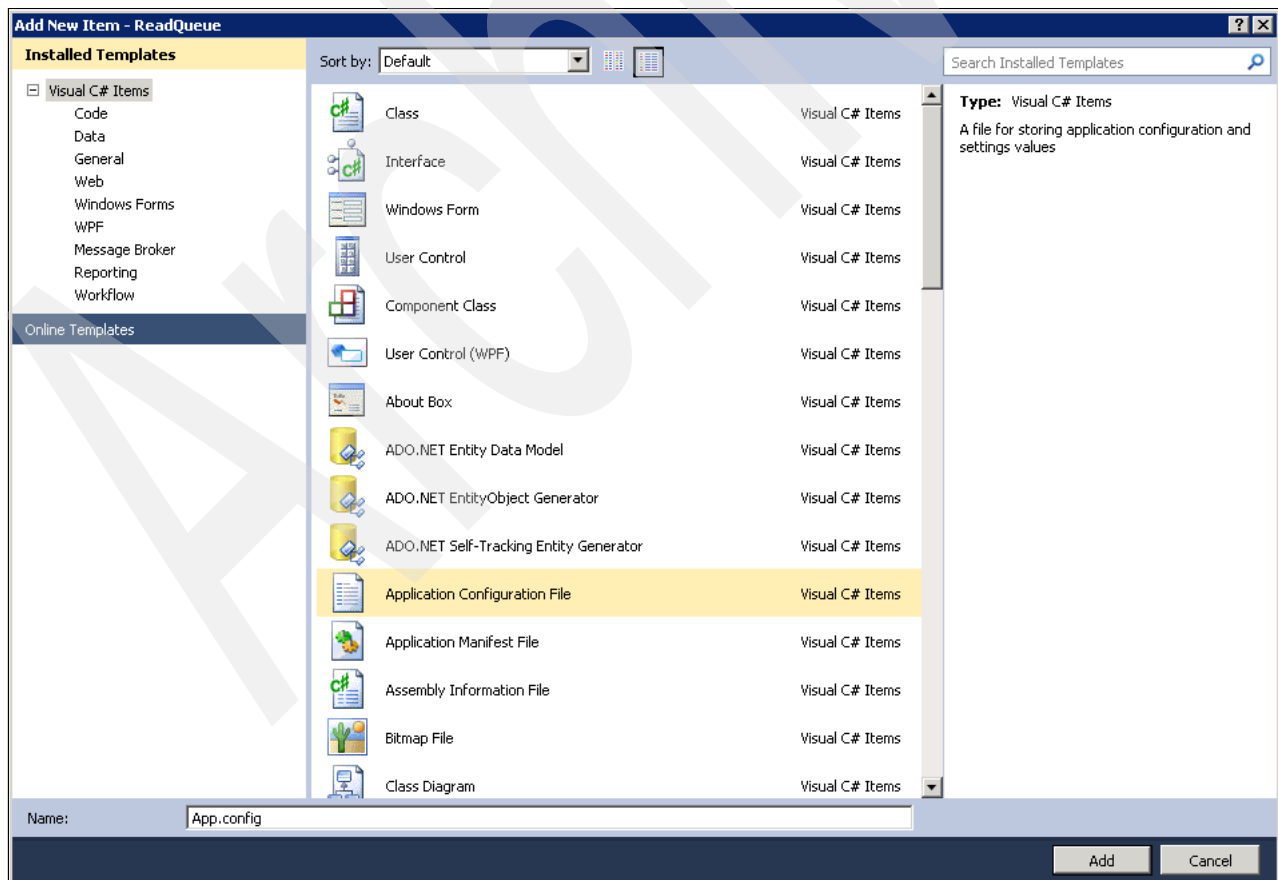 Add New Item - ReadQueue
Installed Templates
Visual C# Items
Code
Data
General
Web
Windows Forms
WPF
Message Broker
Reporting
Workflow
Online Templates
Sort by: Default
Class Visual C# Items
Interface Visual C# Items
Windows Form Visual C# Items
User Control Visual C# Items
Component Class Visual C# Items
User Control (WPF) Visual C# Items
About Box Visual C# Items
ADO.NET Entity Data Model Visual C# Items
ADO.NET EntityObject Generator Visual C# Items
ADO.NET Self-Tracking Entity Generator Visual C# Items
Application Configuration File Visual C# Items
Application Manifest File Visual C# Items
Assembly Information File Visual C# Items
Bitmap File Visual C# Items
Class Diagram Visual C# Items
Search Installed Templates
Type: Visual C# Items
A file for storing application configuration and
settings values
Name: App.config
Add Cancel